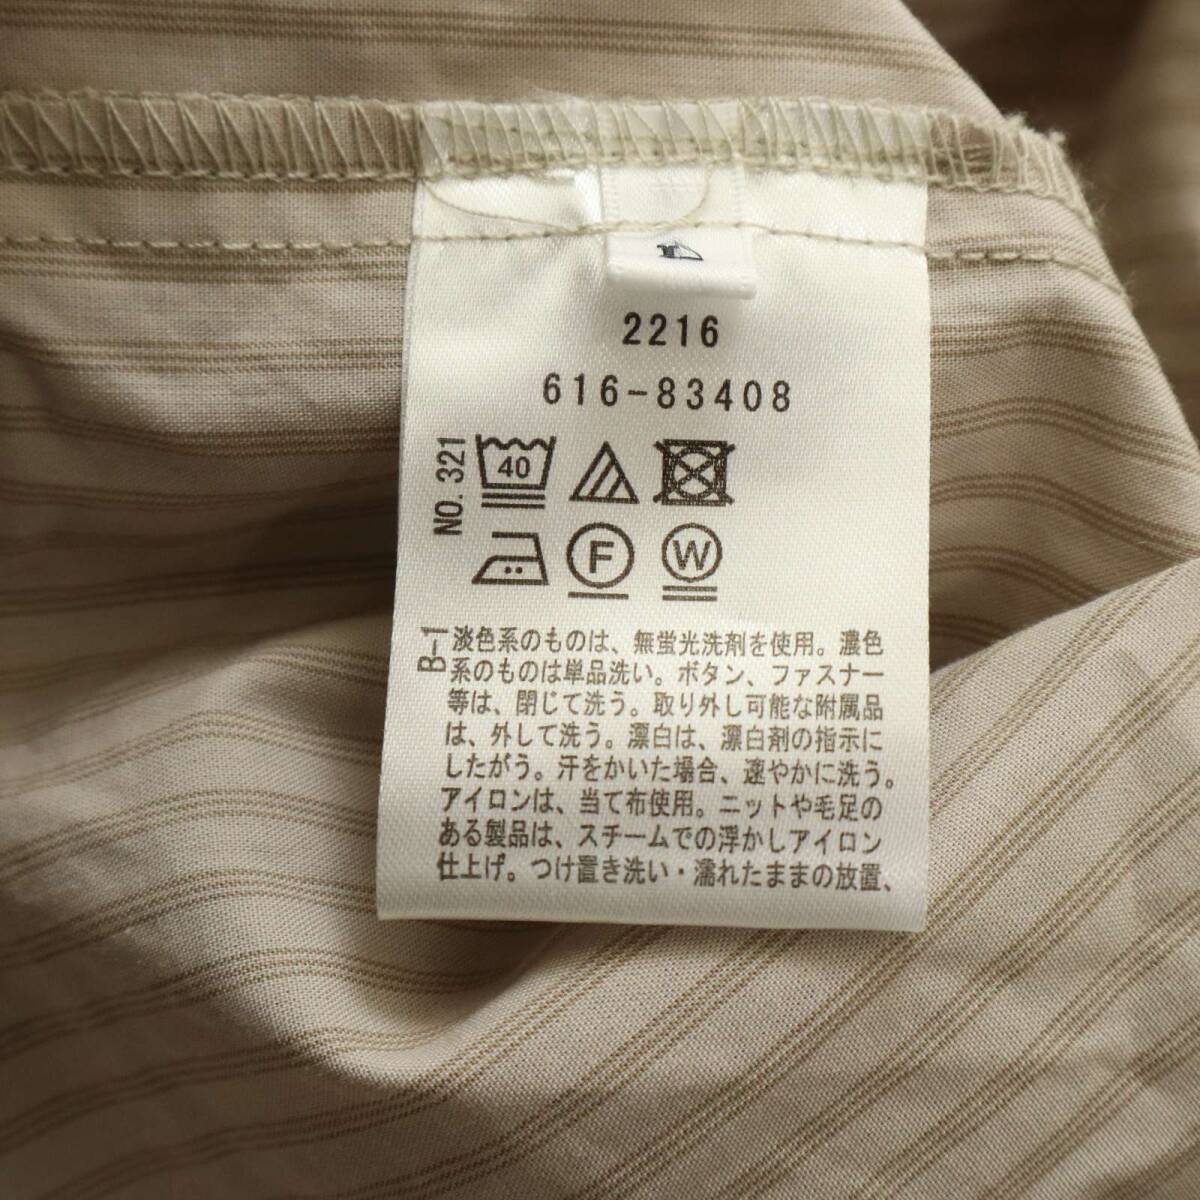 2216
616-83408
NO. 321
40
F
W
B-1
淡色系のものは、無蛍光洗剤を使用。濃色
系のものは単品洗い。ボタン、ファスナー
等は、閉じて洗う。取り外し可能な附属品
は、外して洗う。漂白は、漂白剤の指示に
したがう。汗をかいた場合、速やかに洗う。
アイロンは、当て布使用。ニットや毛足の
ある製品は、スチームでの浮かしアイロン
仕上げ。つけ置き洗い・濡れたままの放置、